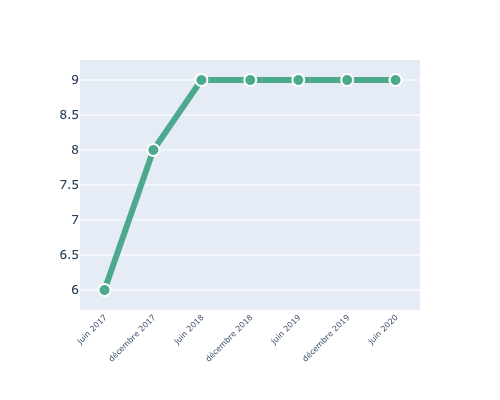 9
8.5
8
7.5
7
6.5
6
juin 2017
décembre 2017
juin 2018
décembre 2018
juin 2019
décembre 2019
juin 2020